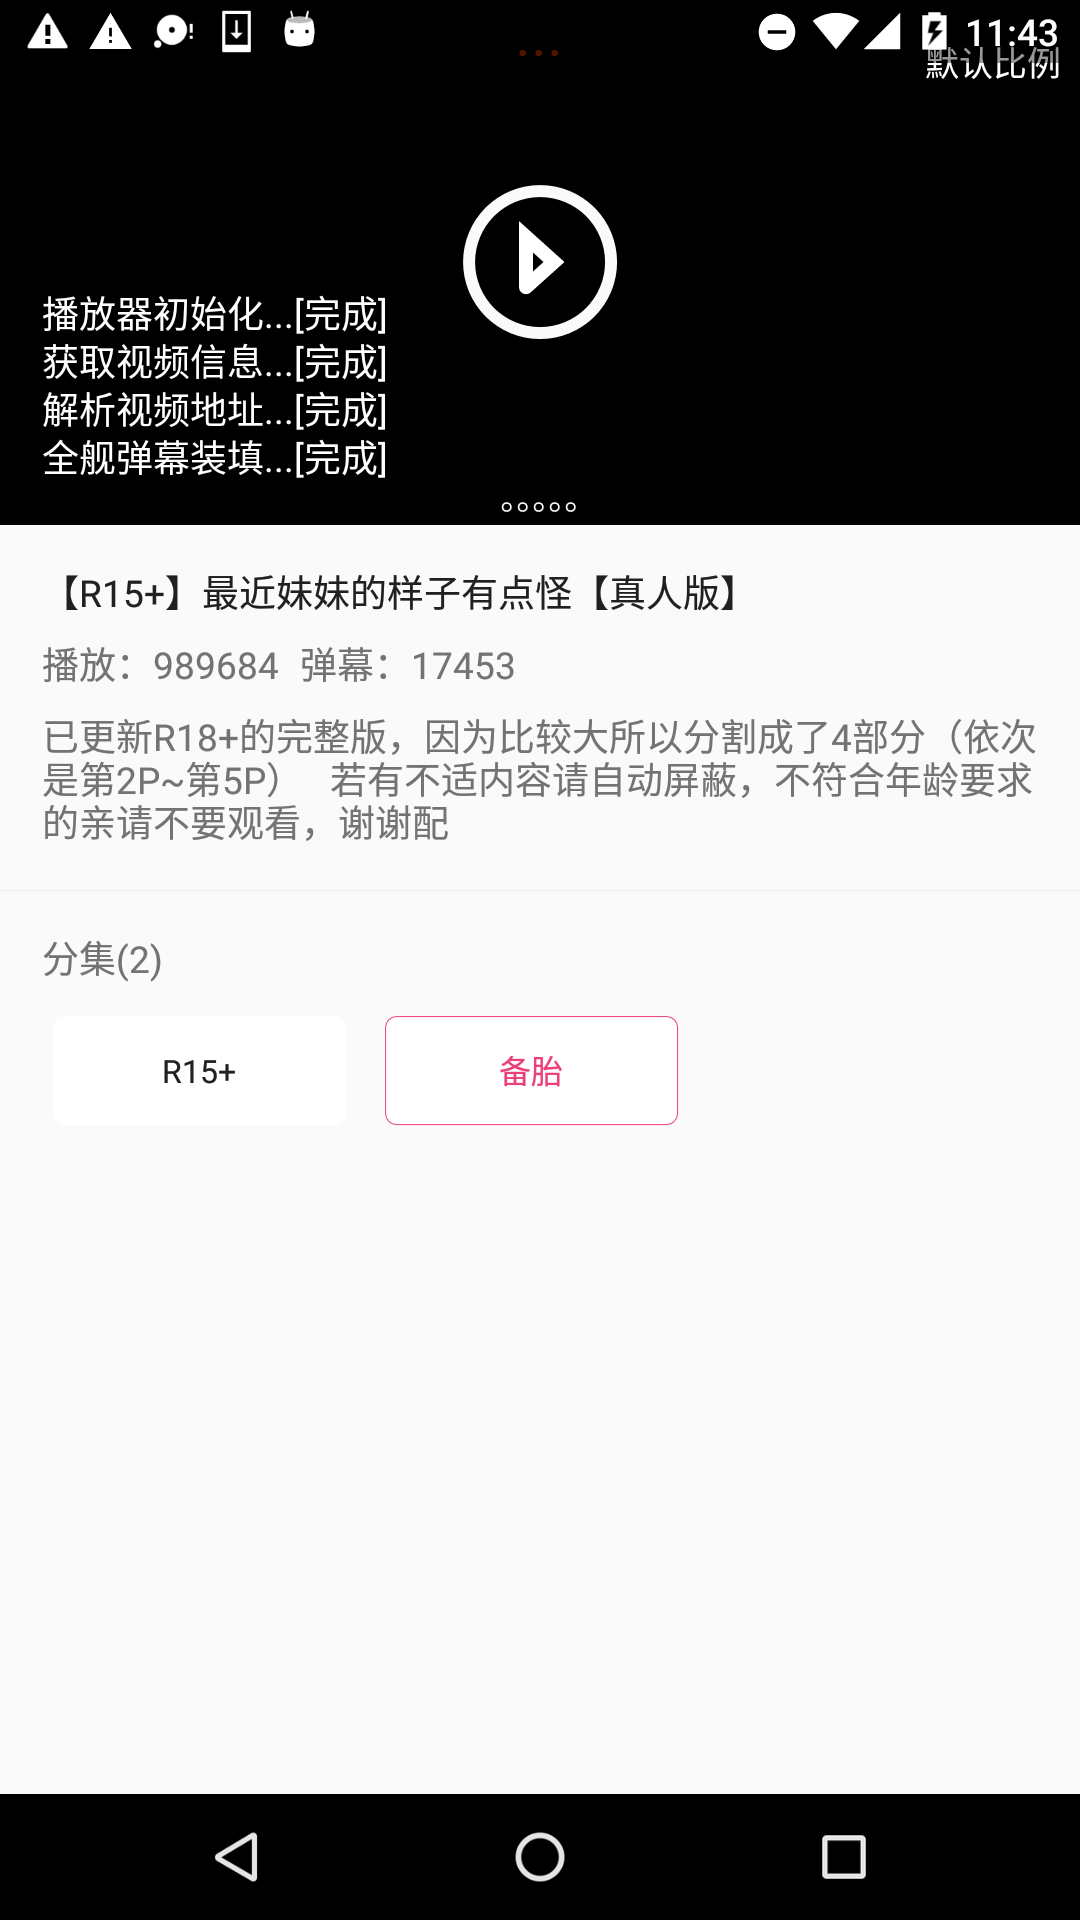 11:43
默认比例
播放器初始化...[完成]
获取视频信息...[完成]
解析视频地址...[完成]
全舰弹幕装填...[完成]
【R15+】最近妹妹的样子有点怪【真人版】
播放：989684 弹幕：17453
已更新R18+的完整版，因为比较大所以分割成了4部分（依次
是第2P~第5P） 若有不适内容请自动屏蔽，不符合年龄要求
的亲请不要观看，谢谢配
分集(2)
R15+
备胎